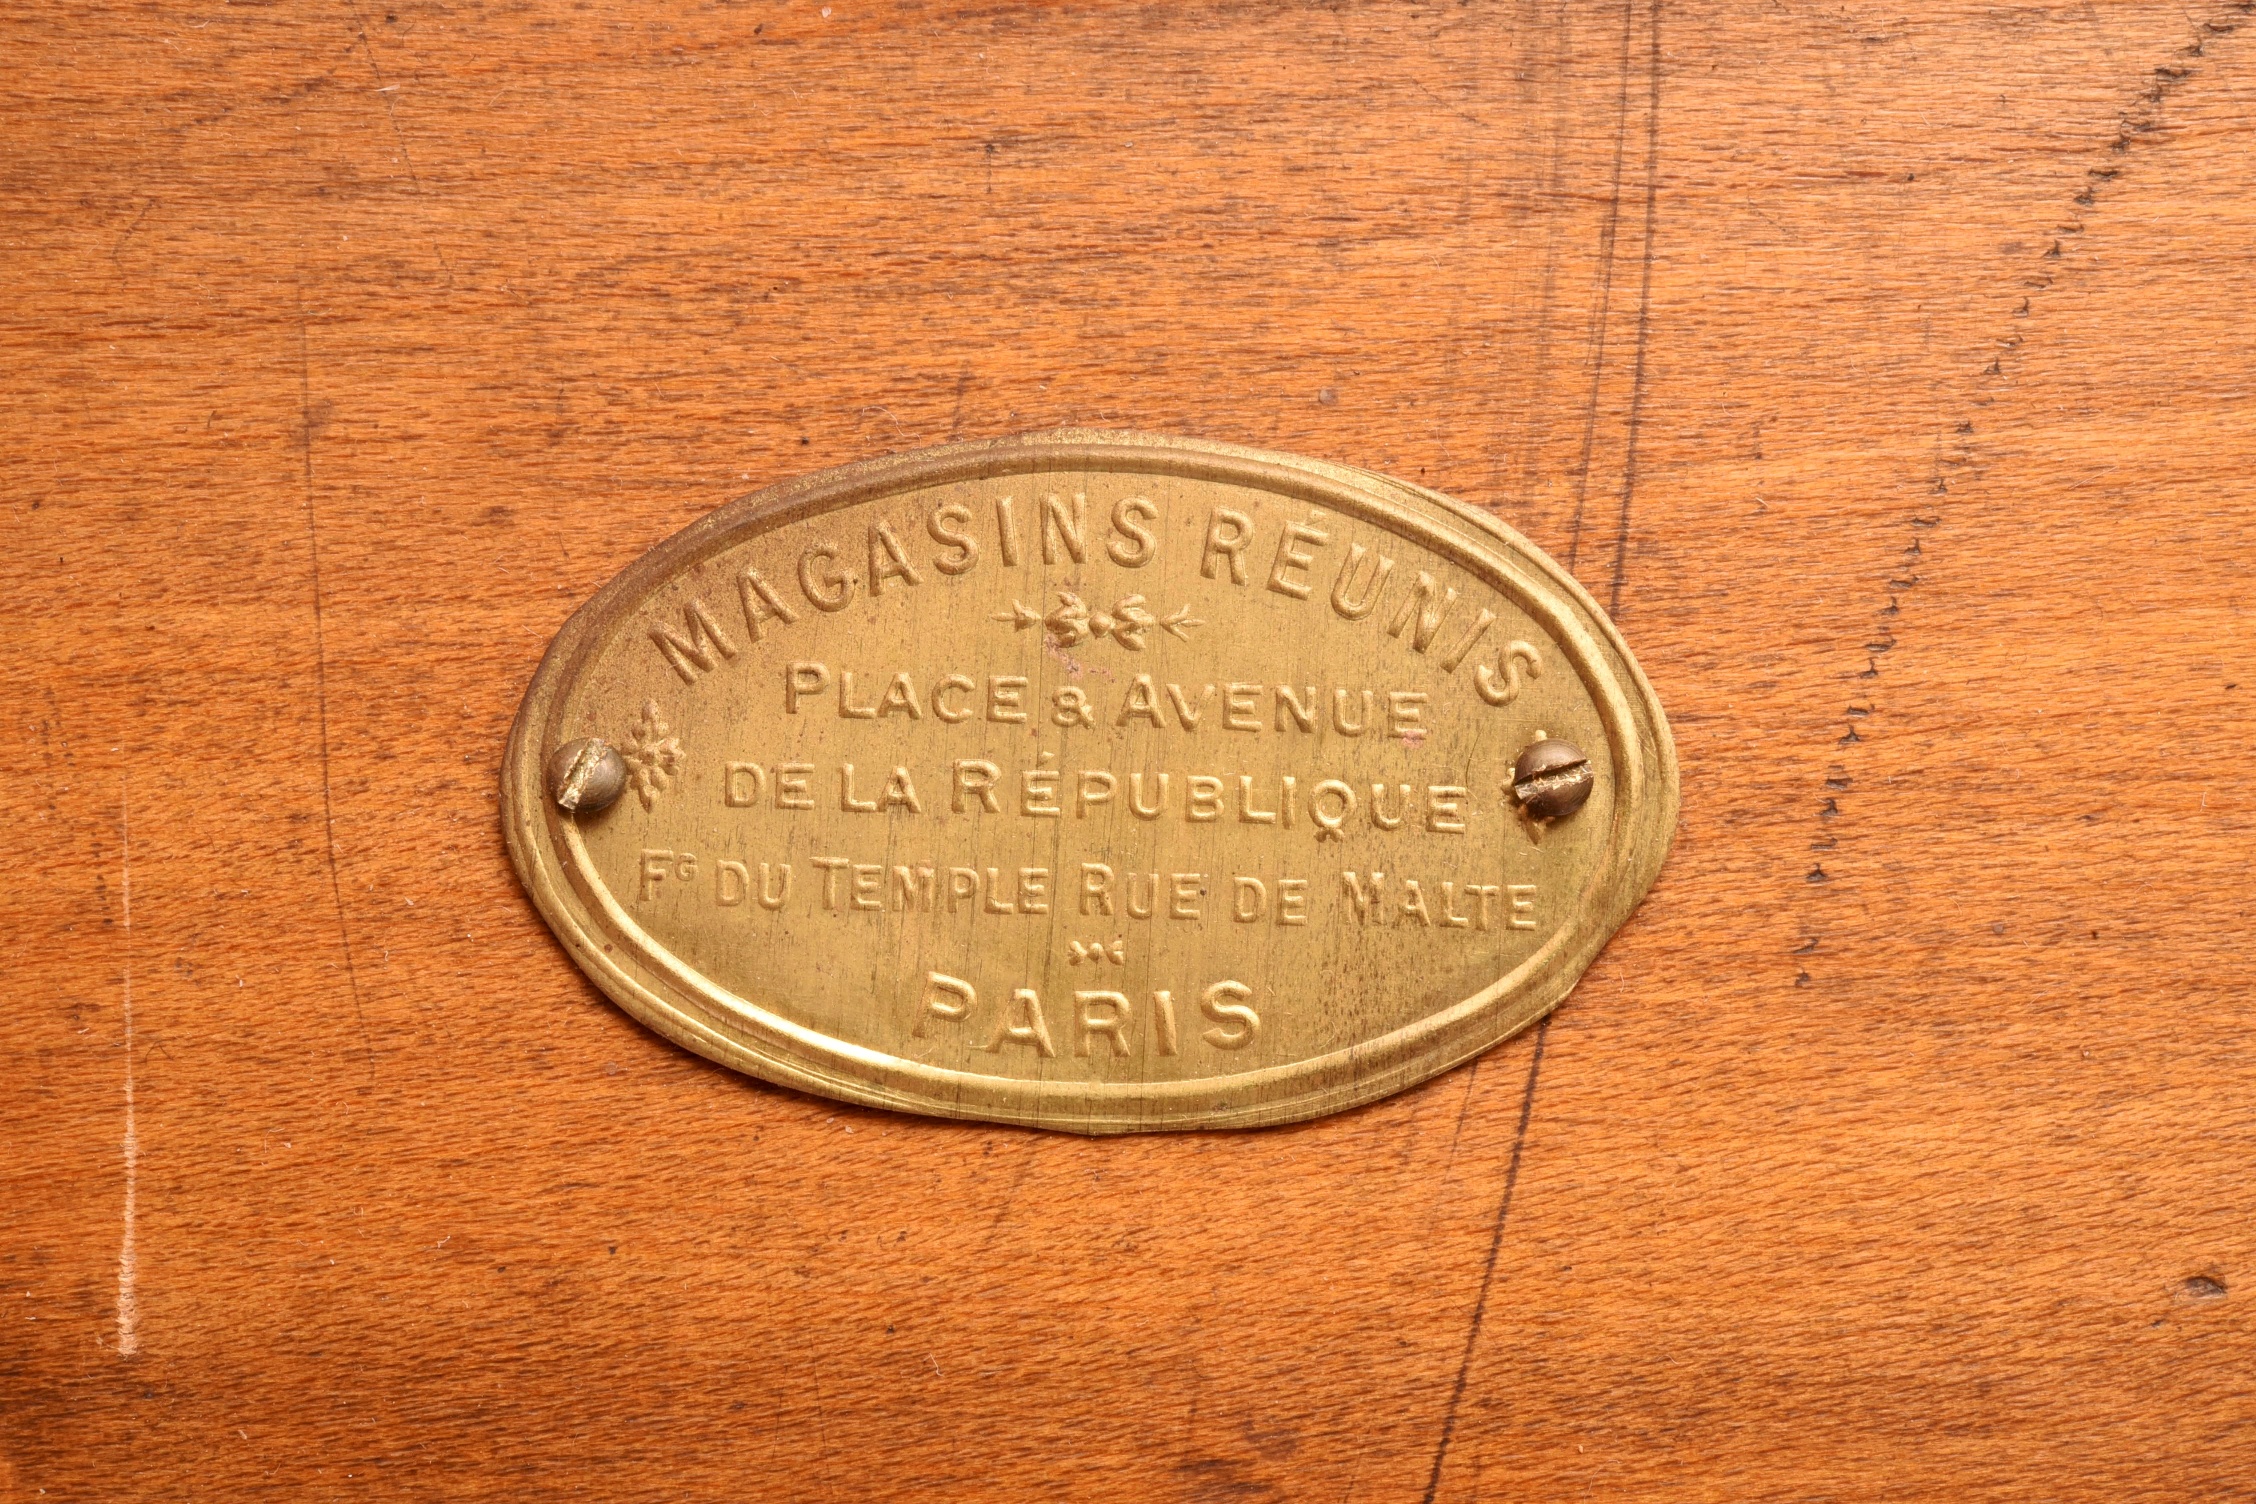 MAGASINS RÉUNIS
PLACE & AVENUE
DE LA RÉPUBLIQUE
FG DU TEMPLE RUE DE MALTE
PARIS